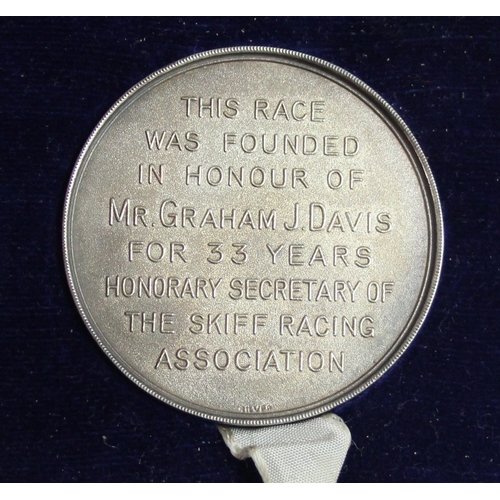 THIS RACE
WAS FOUNDED
IN HONOUR OF
MR. GRAHAM J. DAVIS
FOR 33 YEARS
HONORARY SECRETARY OF
THE SKIFF RACING
ASSOCIATION
SILVER